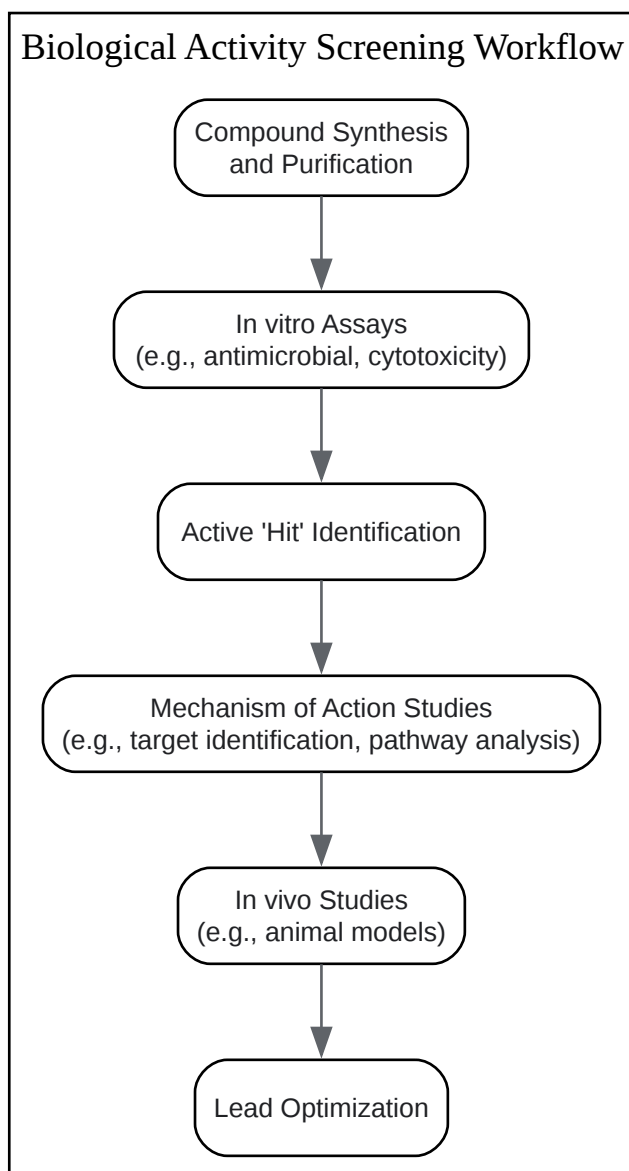 Biological Activity Screening Workflow
Compound Synthesis
and Purification
In vitro Assays
(e.g., antimicrobial, cytotoxicity)
Active 'Hit' Identification
Mechanism of Action Studies
(e.g., target identification, pathway analysis)
In vivo Studies
(e.g., animal models)
Lead Optimization